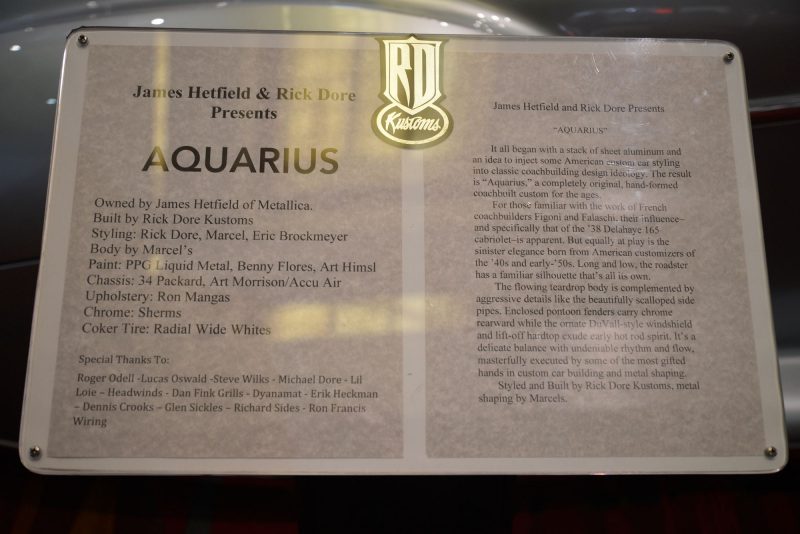 James Hetfield & Rick Dore
Presents
AQUARIUS
Owned by James Hetfield of Metallica.
Built by Rick Dore Kustoms
Styling: Rick Dore, Marcel, Eric Brockmeyer
Body by Marcel's
Paint: PPG Liquid Metal, Benny Flores, Art Himsl
Chassis: 34 Packard, Art Morrison/Accu Air
Upholstery: Ron Mangas
Chrome: Sherms
Coker Tire: Radial Wide Whites
Special Thanks To:
Roger Odell -Lucas Oswald -Steve Wilks - Michael Dore - Lil
Loie – Headwinds - Dan Fink Grills - Dyanamat - Erik Heckman
– Dennis Crooks – Glen Sickles – Richard Sides - Ron Francis
Wiring
RD
Kustoms
James Hetfield and Rick Dore Presents
“AQUARIUS”
It all began with a stack of sheet aluminum and
an idea to inject some American custom car styling
into classic coachbuilding design ideology. The result
is “Aquarius,” a completely original, hand-formed
coachbuilt custom for the ages.
For those familiar with the work of French
coachbuilders Figoni and Falaschi, their influence–
and specifically that of the '38 Delahaye 165
cabriolet–is apparent. But equally at play is the
sinister elegance born from American customizers of
the '40s and early-'50s. Long and low, the roadster
has a familiar silhouette that's all its own.
The flowing teardrop body is complemented by
aggressive details like the beautifully scalloped side
pipes. Enclosed pontoon fenders carry chrome
rearward while the ornate DuVall-style windshield
and lift-off hardtop exude early hot rod spirit. It's a
delicate balance with undeniable rhythm and flow,
masterfully executed by some of the most gifted
hands in custom car building and metal shaping.
Styled and Built by Rick Dore Kustoms, metal
shaping by Marcels.